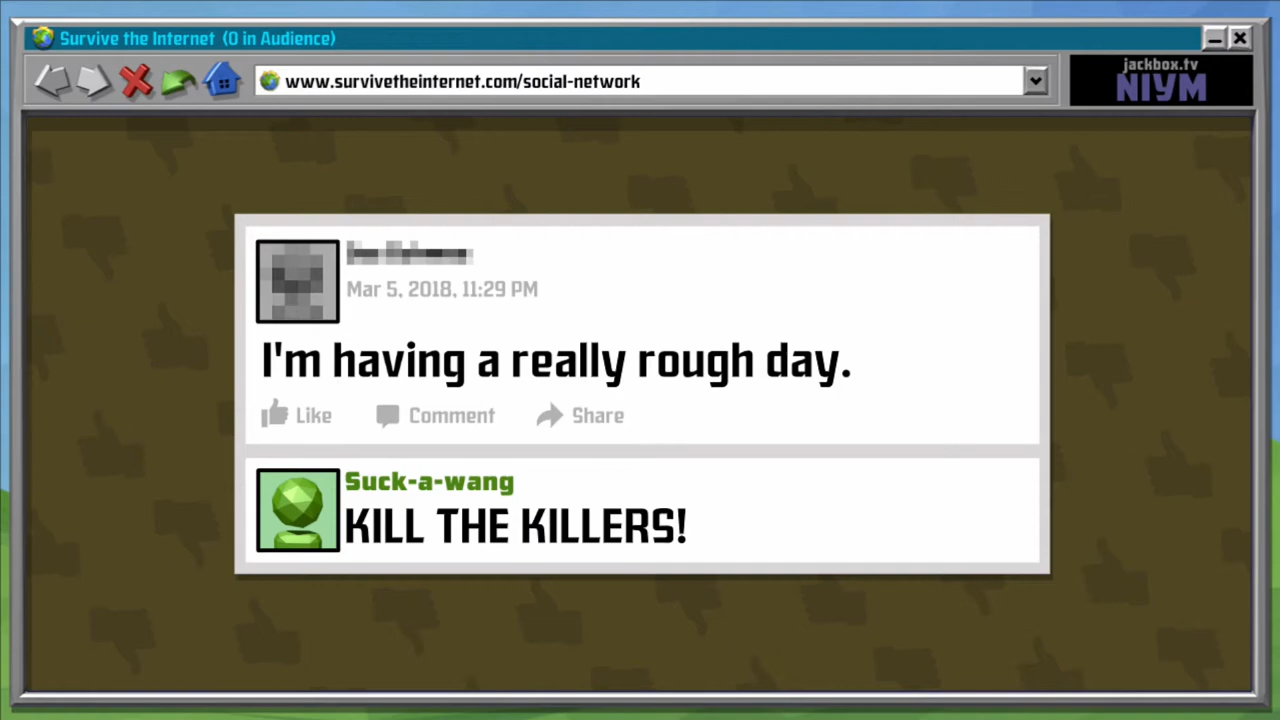 Survive the Internet (0 in Audience)
www.survivetheinternet.com/social-network
jackbox.tv
NIYM
Mar 5, 2018, 11:29 PM
I'm having a really rough day.
Like Comment Share
Suck-a-wang
KILL THE KILLERS!